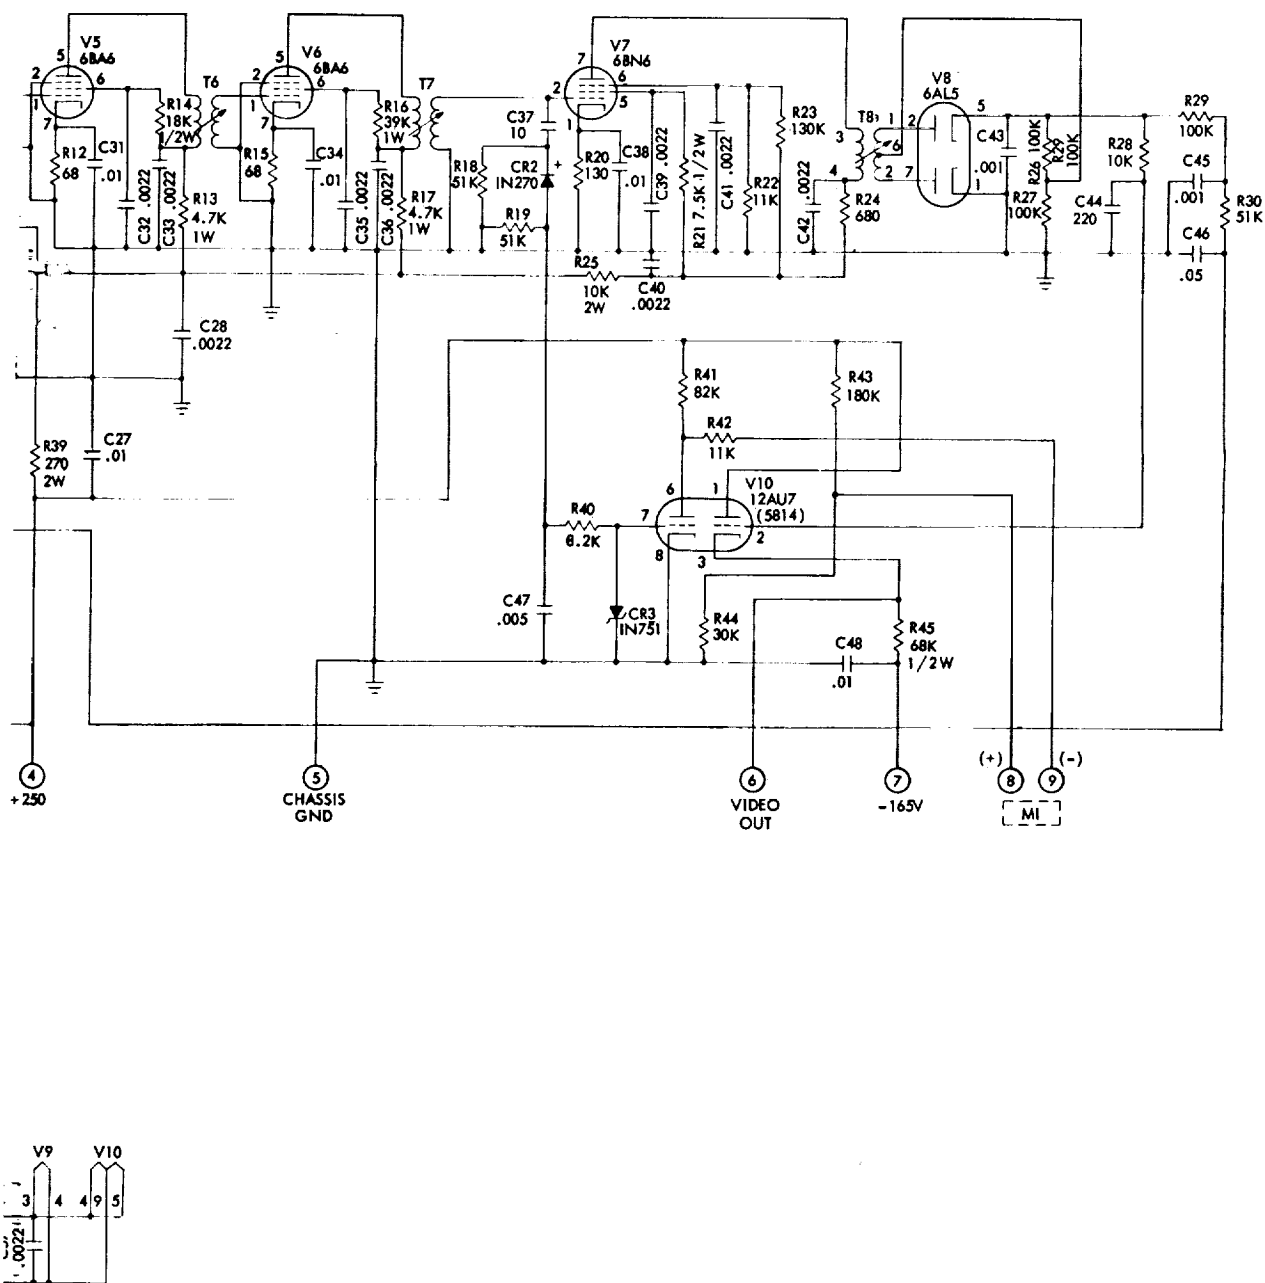 V5
6BA6
5
2
6
1
7
R12
68
C31
.01
C32 .0022
C33 .0022
R14
18K
1/2W
T6
R13
4.7K
1W
V6
6BA6
5
2
6
1
7
R15
68
C34
.01
C35 .0022
C36 .0022
R16
39K
1W
T7
R17
4.7K
1W
R18
51K
C37
10
CR2
IN270
+
R19
51K
V7
6BN6
7
6
2
5
1
R20
130
C38
.01
C39 .0022
R21 7.5K 1/2W
C41 .0022
R22
11K
R23
130K
R25
10K
2W
C40
.0022
C42 .0022
T8
3
4
1
6
2
R24
680
V8
6AL5
2
5
7
1
C43
.001
R26 100K
R29
100K
R27
100K
R28
10K
C44
220
R29
100K
C45
.001
C46
.05
R30
51K
C28
.0022
R39
270
2W
C27
.01
R41
82K
R42
11K
R43
180K
V10
12AU7
(5814)
6
1
7
2
8
3
R40
8.2K
C47
.005
CR3
IN751
R44
30K
C48
.01
R45
68K
1/2W
4
+250
5
CHASSIS
GND
6
VIDEO
OUT
7
-165V
(+)
8
9
(-)
M1
V9
V10
3
4
4
9
5
.0022